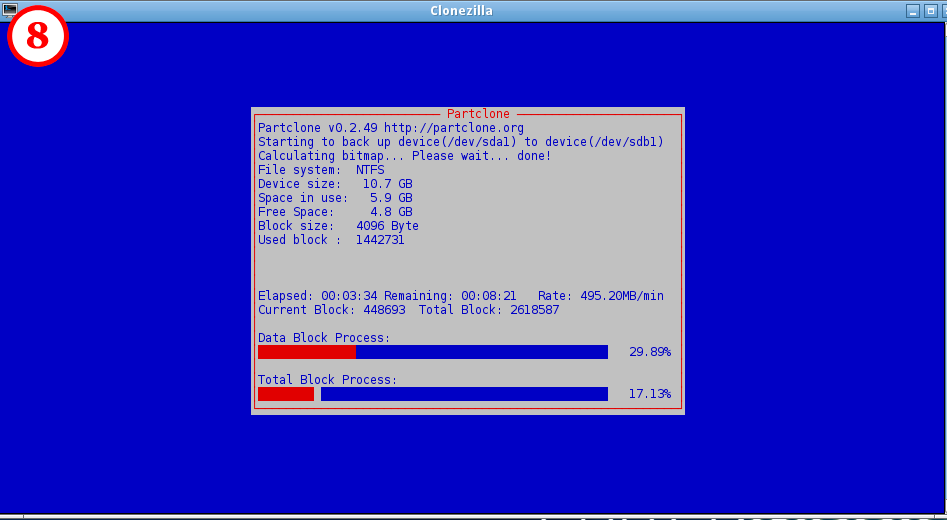 Clonezilla
8
Partclone
Partclone v0.2.49 http://partclone.org
Starting to back up device(/dev/sda1) to device(/dev/sdb1)
Calculating bitmap... Please wait... done!
File system:  NTFS
Device size:   10.7 GB
Space in use:   5.9 GB
Free Space:     4.8 GB
Block size:   4096 Byte
Used block :  1442731
Elapsed: 00:03:34 Remaining: 00:08:21   Rate: 495.20MB/min
Current Block: 448693  Total Block: 2618587
Data Block Process:
29.89%
Total Block Process:
17.13%